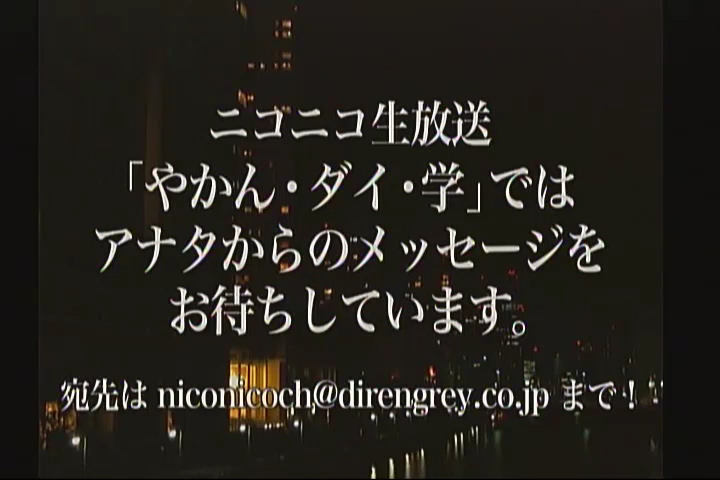 ニコニコ生放送
「やかん・ダイ・学」では
アナタからのメッセージを
お待ちしています。
宛先は niconicoch@direngrey.co.jp まで！